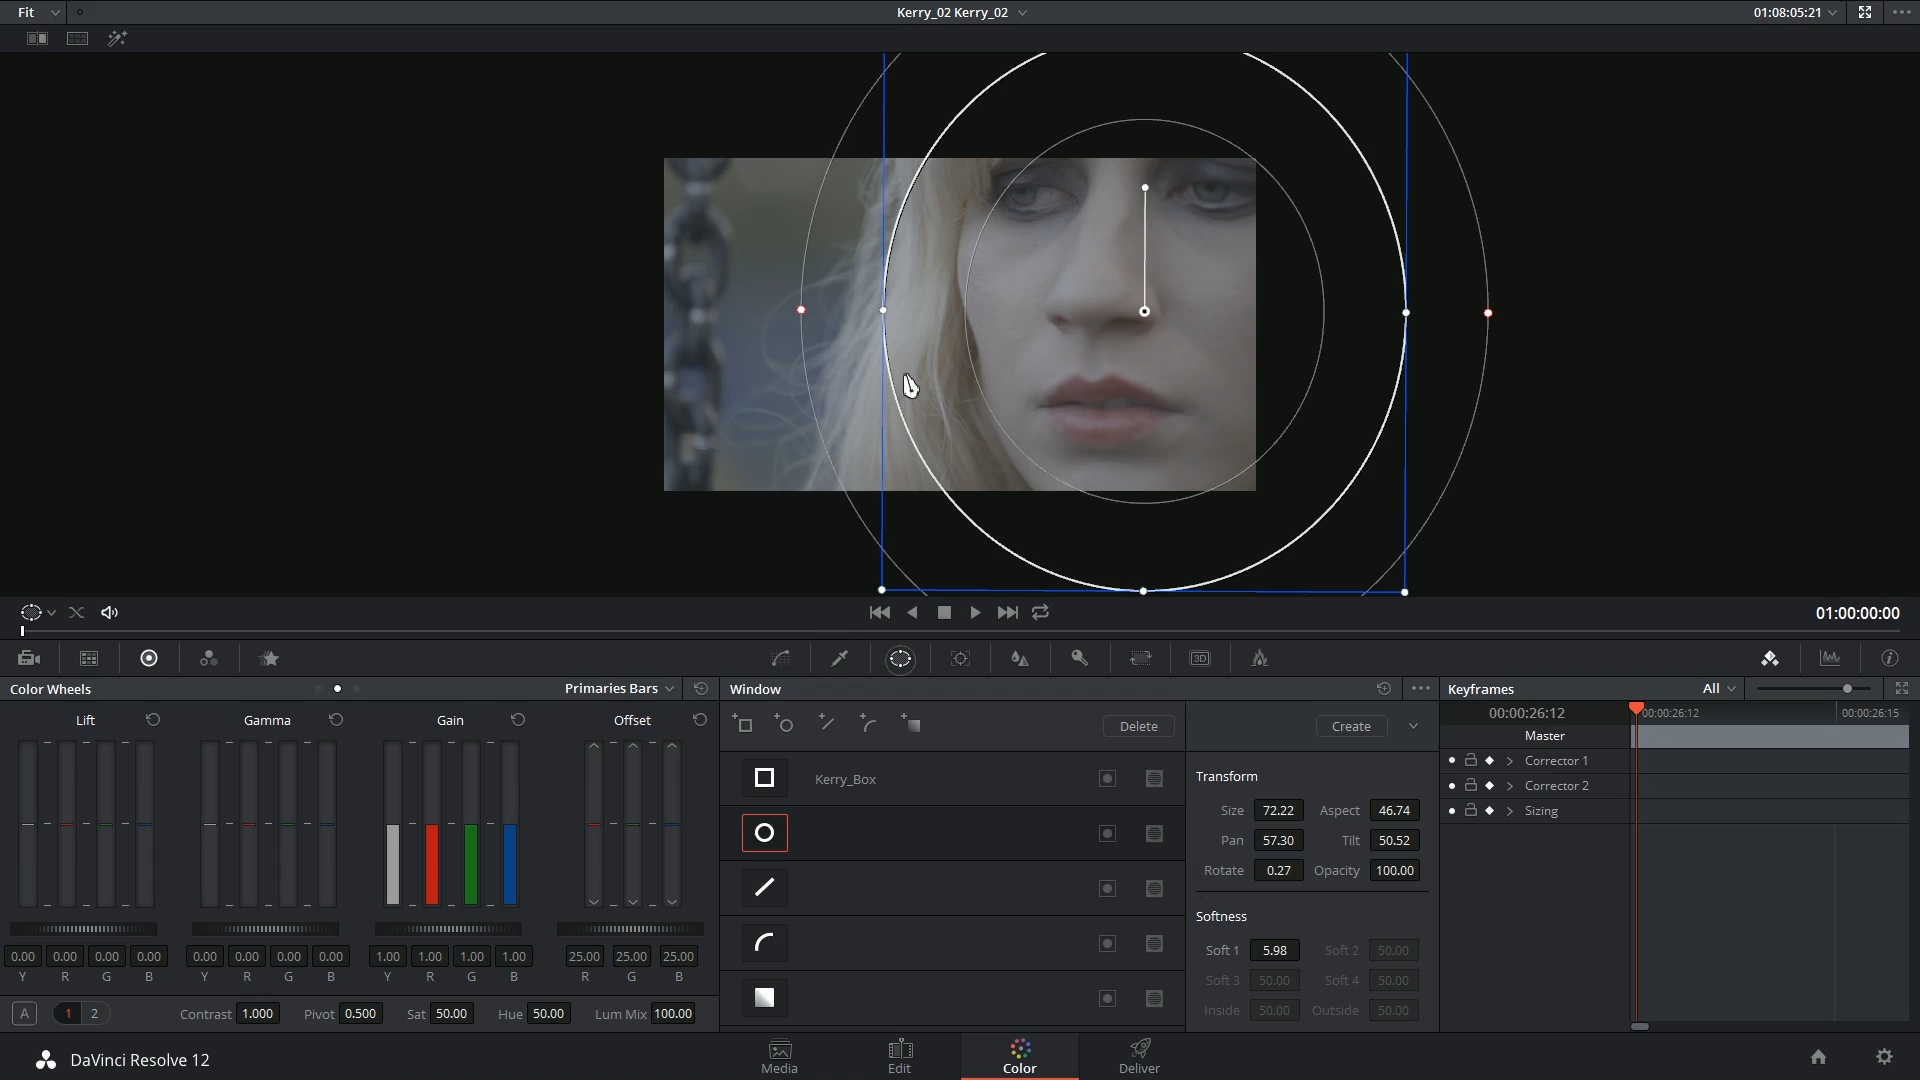 Fit
Kerry_02 Kerry_02
01:08:05:21
01:00:00:00
Color Wheels
Primaries Bars
Window
Keyframes
All
Lift
Gamma
Gain
Offset
Delete
Create
00:00:26:12
00:00:26:12
00:00:26:15
Master
Kerry_Box
Transform
Corrector 1
Size 72.22 Aspect 46.74
Corrector 2
Pan 57.30 Tilt 50.52
Sizing
Rotate 0.27 Opacity 100.00
Softness
Soft 1 5.98 Soft 2 50.00
Soft 3 50.00 Soft 4 50.00
Inside 50.00 Outside 50.00
0.00 0.00 0.00 0.00 0.00 0.00 0.00 0.00 1.00 1.00 1.00 1.00 25.00 25.00 25.00
Y R G B Y R G B Y R G B R G B
A 1 2 Contrast 1.000 Pivot 0.500 Sat 50.00 Hue 50.00 Lum Mix 100.00
3D
DaVinci Resolve 12
Media
Edit
Color
Deliver